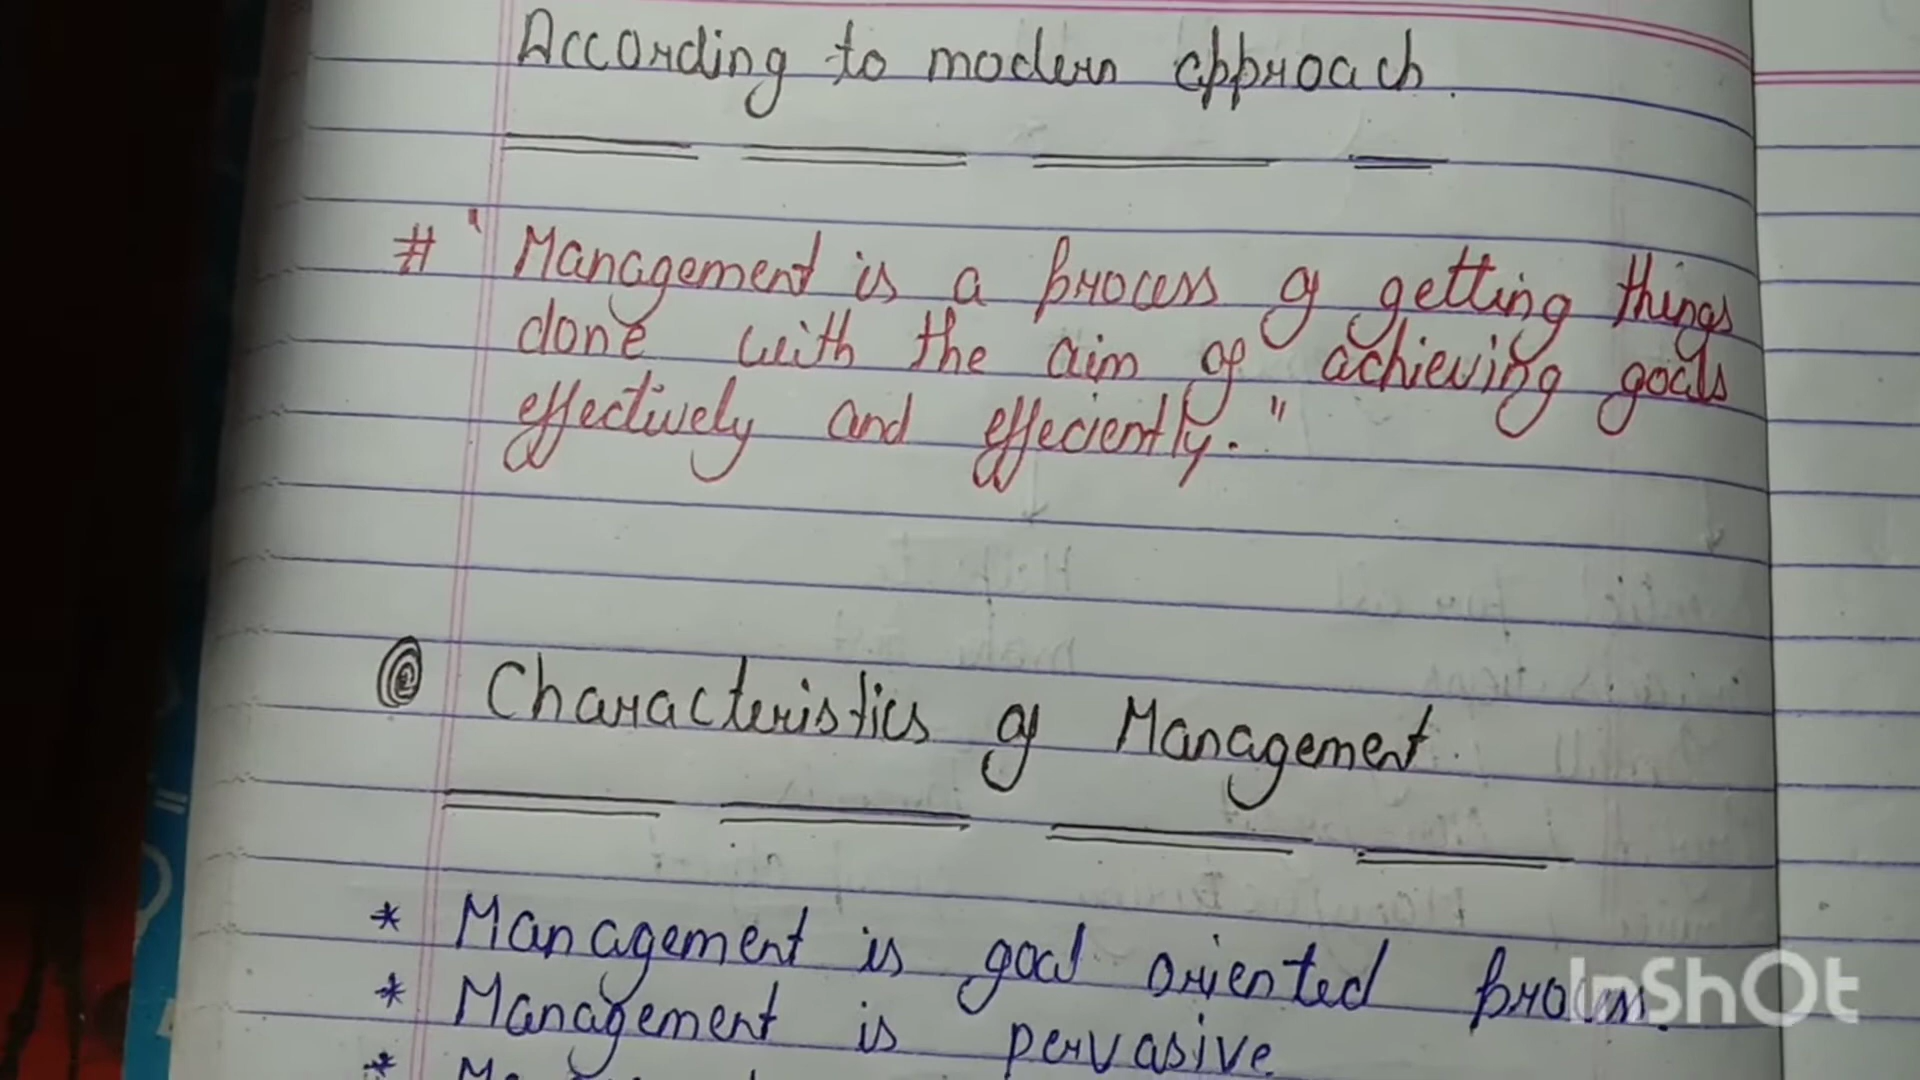 According to modern approach.
# " Management is a process of getting things
done with the aim of achieving goals
effectively and effeciently."
Characteristics of Management.
* Management is goal oriented process.
* Management is pervasive
*
InShOt